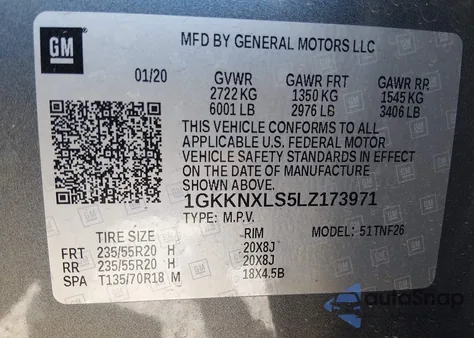 GM
MFD BY GENERAL MOTORS LLC
01/20 GVWR GAWR FRT GAWR RR
2722 KG 1350 KG 1545 KG
6001 LB 2976 LB 3406 LB
THIS VEHICLE CONFORMS TO ALL
APPLICABLE U.S. FEDERAL MOTOR
VEHICLE SAFETY STANDARDS IN EFFECT
ON THE DATE OF MANUFACTURE
SHOWN ABOVE.
1GKKNXLS5LZ173971
TYPE: M.P.V.
TIRE SIZE RIM 51TNF26
FRT 235/55R20 H 20X8J
RR 235/55R20 H 20X8J
SPA T135/70R18 M 18X4.5B
autoSnap